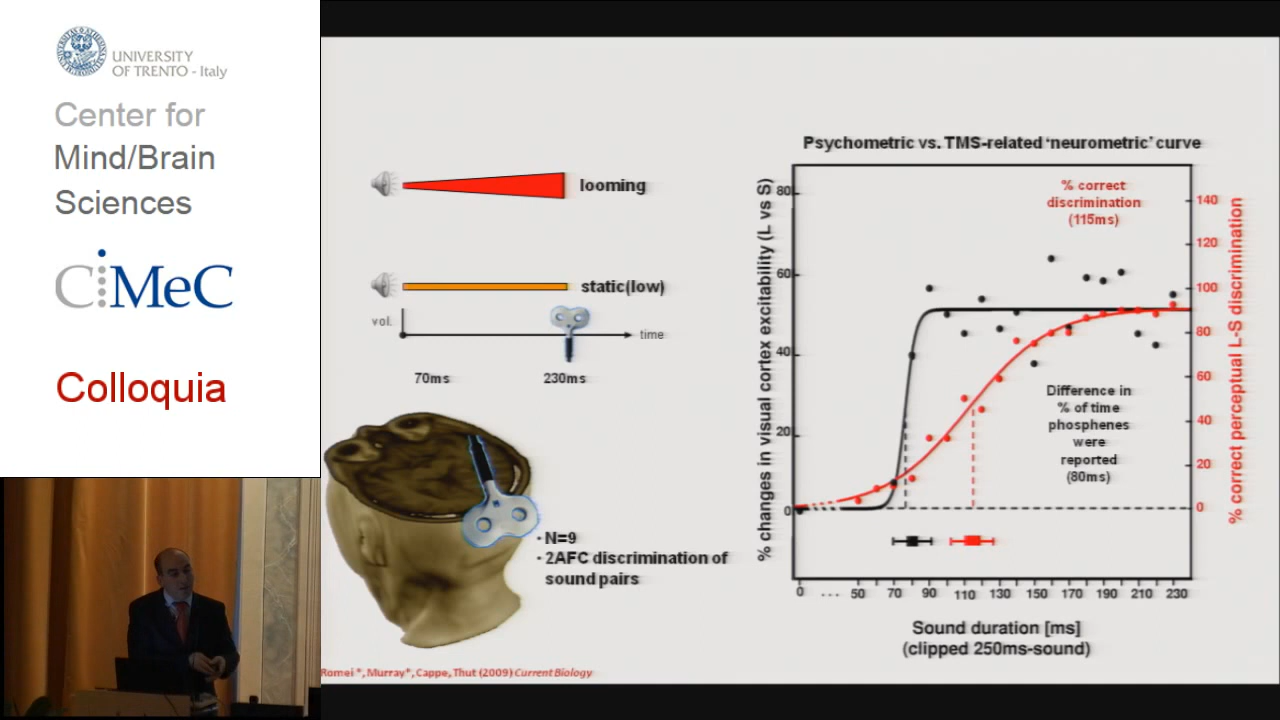 UNIVERSITY
OF TRENTO - Italy
Center for
Mind/Brain
Sciences
CiMeC
Colloquia
looming
static(low)
vol.
time
70ms
230ms
· N=9
· 2AFC discrimination of
sound pairs
Romei *, Murray*, Cappe, Thut (2009) Current Biology
Psychometric vs. TMS-related ‘neurometric’ curve
% changes in visual cortex excitability (L vs S)
80
60
40
20
0
% correct
discrimination
(115ms)
Difference in
% of time
phosphenes
were
reported
(80ms)
140
120
100
80
60
40
20
0
% correct perceptual L-S discrimination
0 ... 50 70 90 110 130 150 170 190 210 230
Sound duration [ms]
(clipped 250ms-sound)